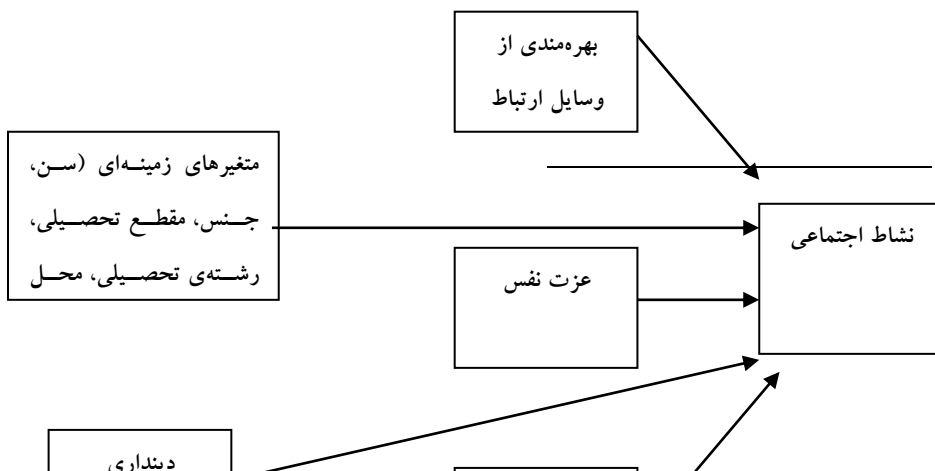 بهره‌مندی از
وسایل ارتباط
متغیرهای زمینه‌ای (سن،
جنس، مقطع تحصیلی،
رشته‌ی تحصیلی، محل
نشاط اجتماعی
عزت نفس
دینداری